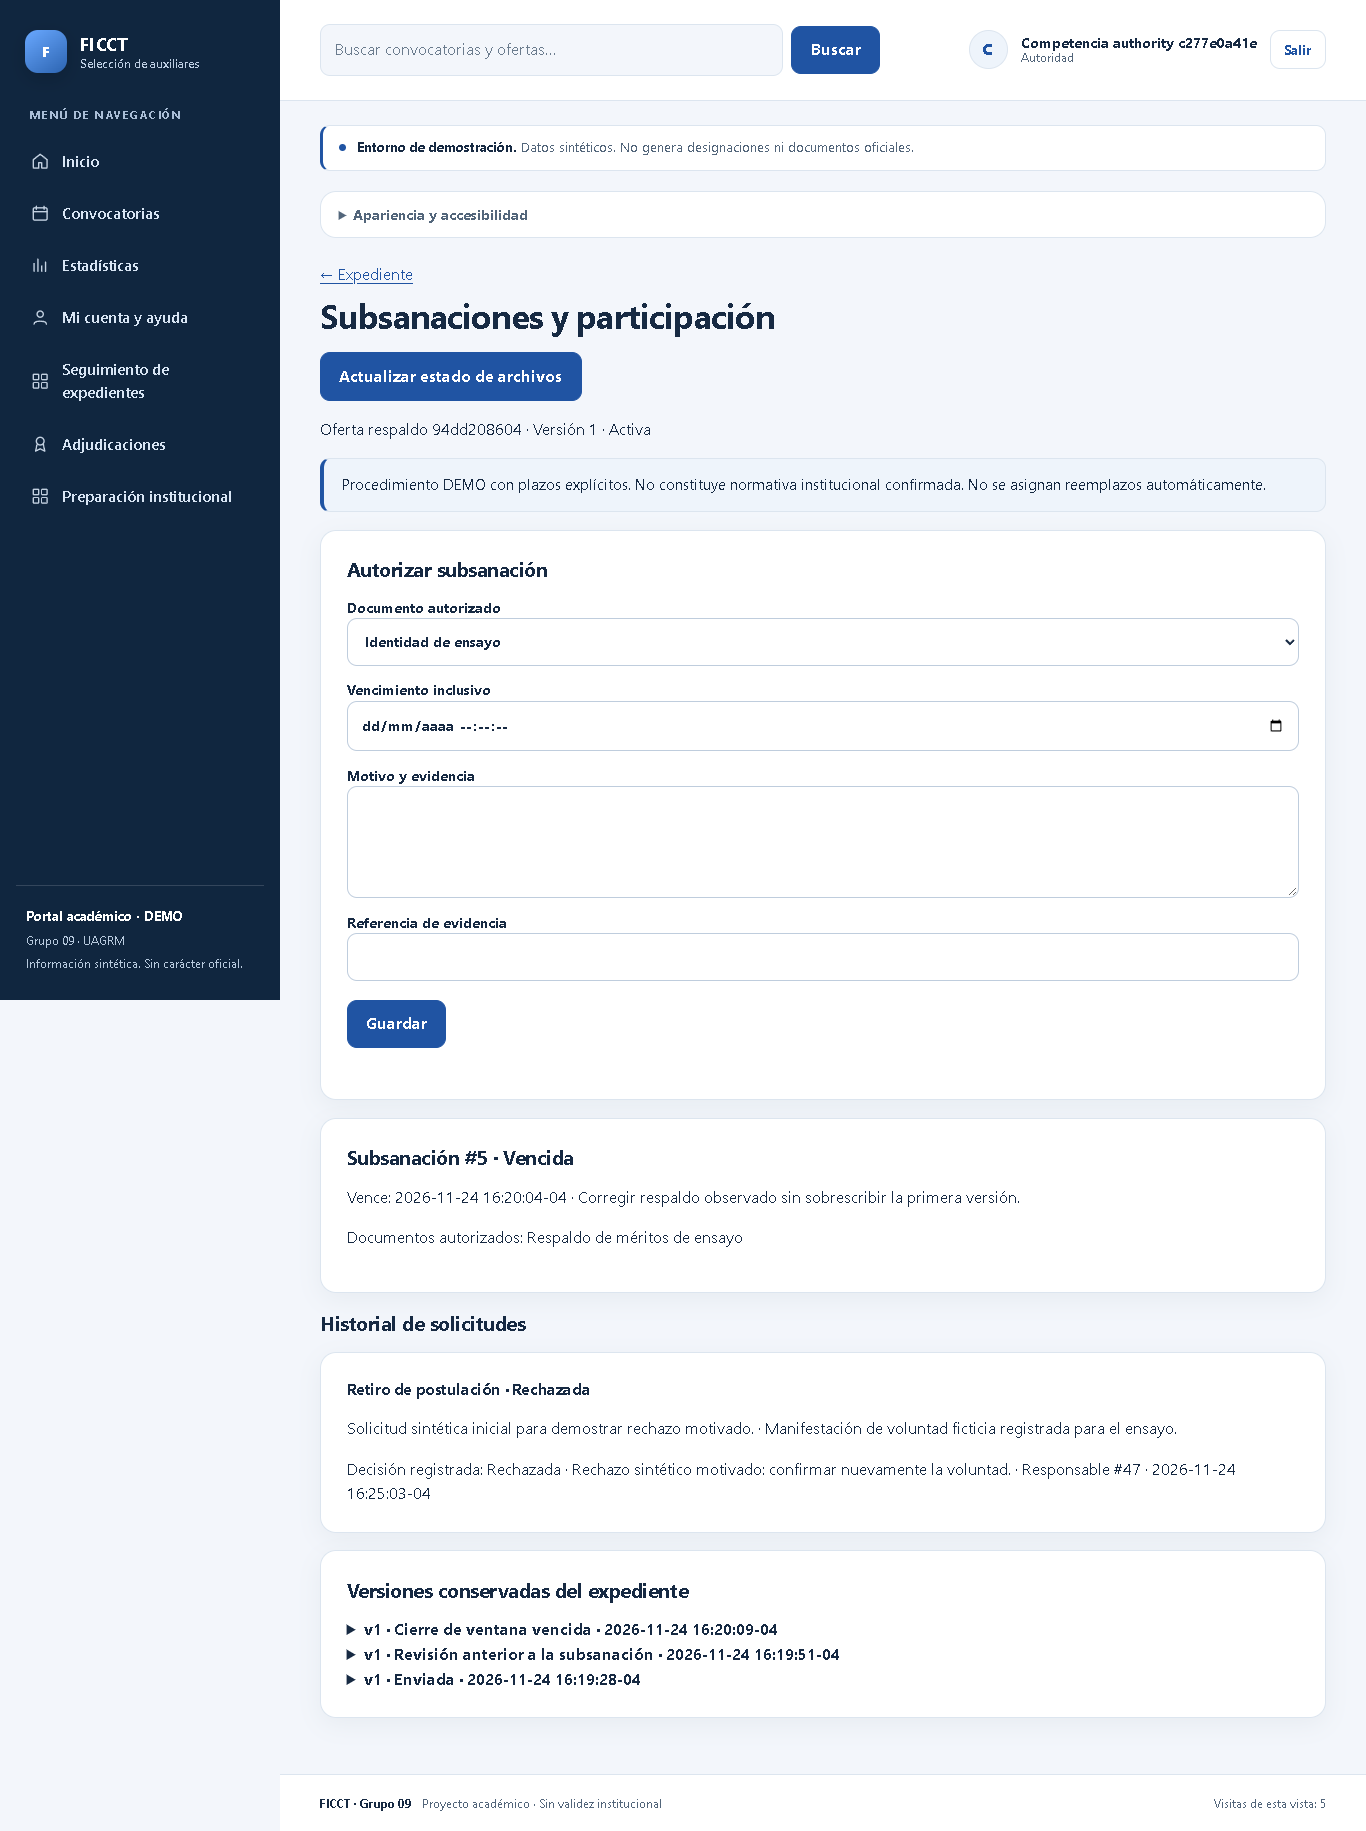 F
FICCT
Selección de auxiliares
MENÚ DE NAVEGACIÓN
Inicio
Convocatorias
Estadísticas
Mi cuenta y ayuda
Seguimiento de
expedientes
Adjudicaciones
Preparación institucional
Portal académico · DEMO
Grupo 09 · UAGRM
Información sintética. Sin carácter oficial.
Buscar convocatorias y ofertas...
Buscar
C
Competencia authority c277e0a41e
Autoridad
Salir
Entorno de demostración. Datos sintéticos. No genera designaciones ni documentos oficiales.
Apariencia y accesibilidad
← Expediente
Subsanaciones y participación
Actualizar estado de archivos
Oferta respaldo 94dd208604 · Versión 1 · Activa
Procedimiento DEMO con plazos explícitos. No constituye normativa institucional confirmada. No se asignan reemplazos automáticamente.
Autorizar subsanación
Documento autorizado
Identidad de ensayo
Vencimiento inclusivo
dd/mm/aaaa --:--:--
Motivo y evidencia
Referencia de evidencia
Guardar
Subsanación #5 · Vencida
Vence: 2026-11-24 16:20:04-04 · Corregir respaldo observado sin sobrescribir la primera versión.
Documentos autorizados: Respaldo de méritos de ensayo
Historial de solicitudes
Retiro de postulación · Rechazada
Solicitud sintética inicial para demostrar rechazo motivado. · Manifestación de voluntad ficticia registrada para el ensayo.
Decisión registrada: Rechazada · Rechazo sintético motivado: confirmar nuevamente la voluntad. · Responsable #47 · 2026-11-24
16:25:03-04
Versiones conservadas del expediente
v1 · Cierre de ventana vencida · 2026-11-24 16:20:09-04
v1 · Revisión anterior a la subsanación · 2026-11-24 16:19:51-04
v1 · Enviada · 2026-11-24 16:19:28-04
FICCT · Grupo 09 Proyecto académico · Sin validez institucional
Visitas de esta vista: 5